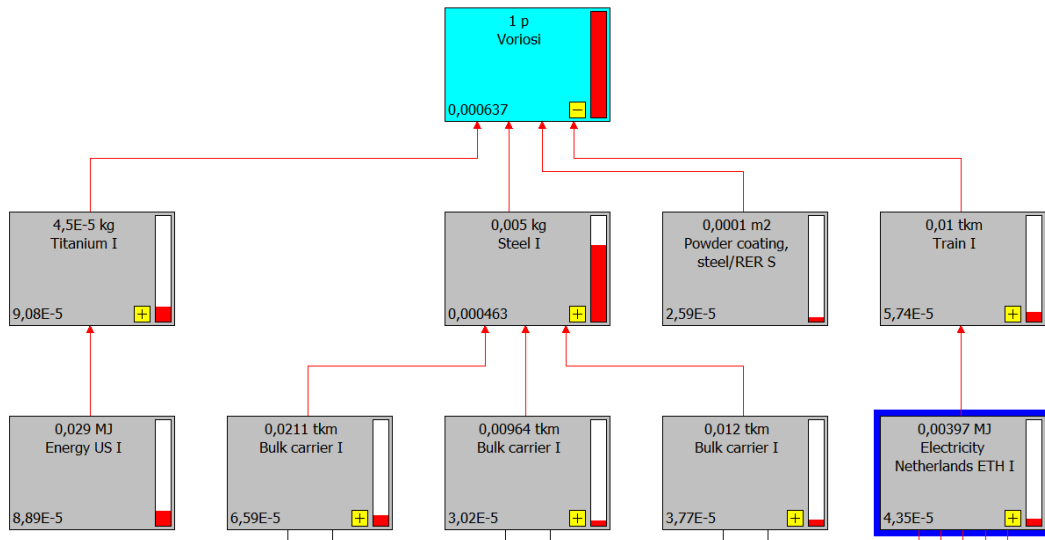 1 p
Voriosi
0,000637
4,5E-5 kg
Titanium I
9,08E-5
0,005 kg
Steel I
0,000463
0,0001 m2
Powder coating,
steel/RER S
2,59E-5
0,01 tkm
Train I
5,74E-5
0,029 MJ
Energy US I
8,89E-5
0,0211 tkm
Bulk carrier I
6,59E-5
0,00964 tkm
Bulk carrier I
3,02E-5
0,012 tkm
Bulk carrier I
3,77E-5
0,00397 MJ
Electricity
Netherlands ETH I
4,35E-5